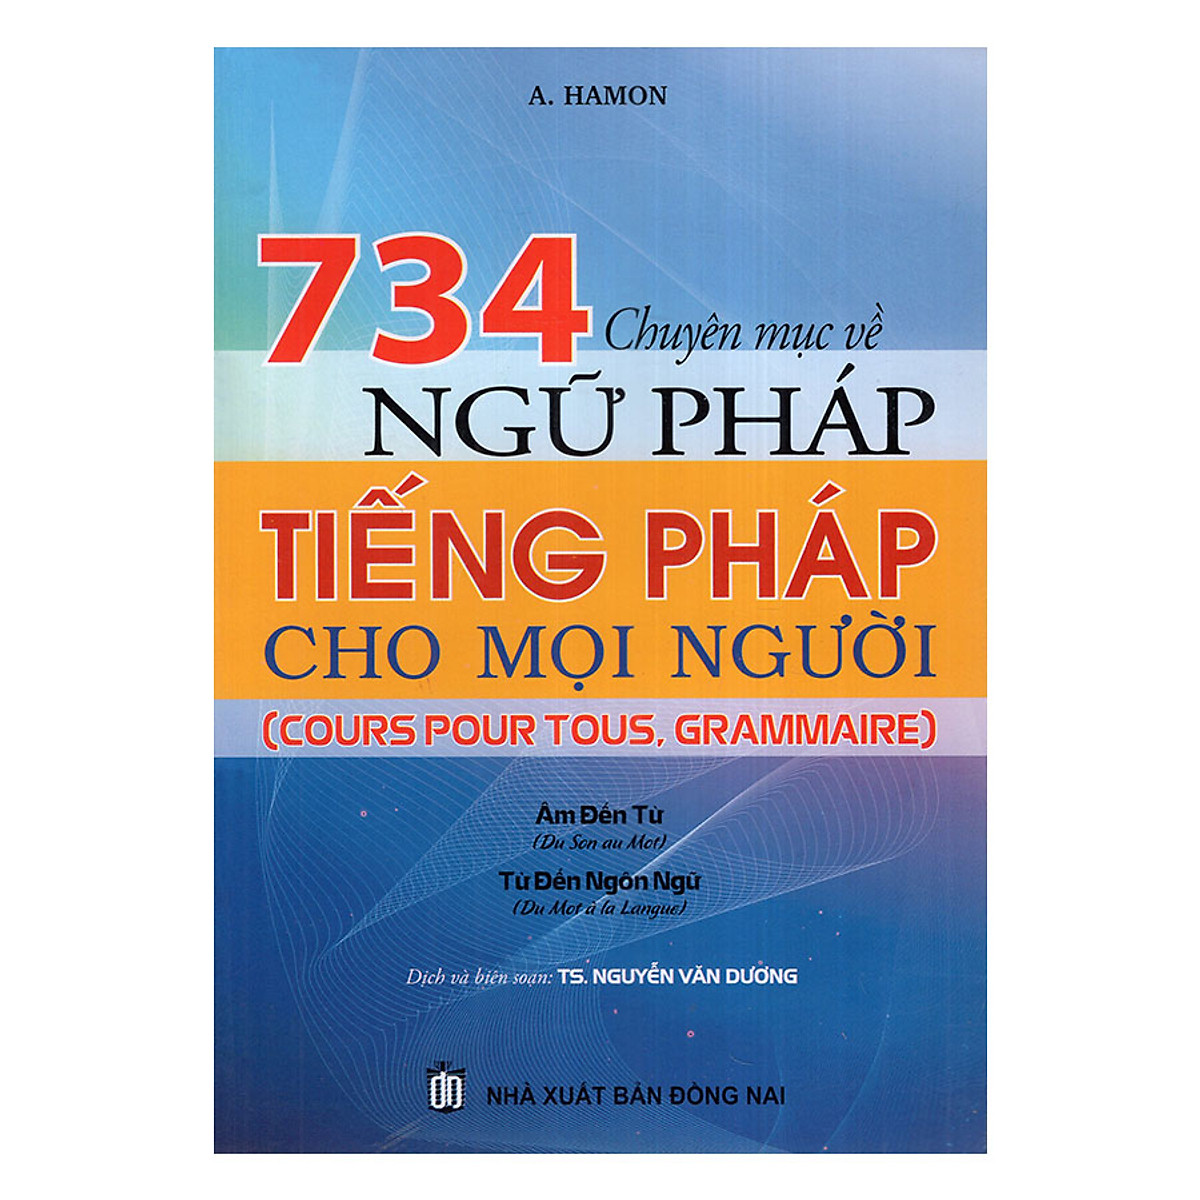 A. HAMON
734 Chuyên mục về
NGỮ PHÁP
TIẾNG PHÁP
CHO MỌI NGƯỜI
(COURS POUR TOUS, GRAMMAIRE)
Âm Đến Từ
(Du Son au Mot)
Từ Đến Ngôn Ngữ
(Du Mot à la Langue)
Dịch và biên soạn: TS. NGUYỄN VĂN DƯƠNG
NHÀ XUẤT BẢN ĐỒNG NAI